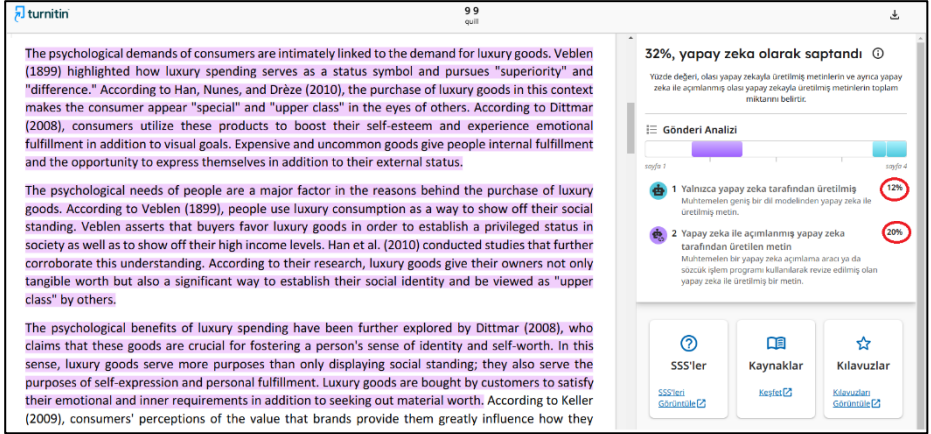 turnitin
9 9
quill
The psychological demands of consumers are intimately linked to the demand for luxury goods. Veblen
(1899) highlighted how luxury spending serves as a status symbol and pursues "superiority" and
"difference." According to Han, Nunes, and Drèze (2010), the purchase of luxury goods in this context
makes the consumer appear "special" and "upper class" in the eyes of others. According to Dittmar
(2008), consumers utilize these products to boost their self-esteem and experience emotional
fulfillment in addition to visual goals. Expensive and uncommon goods give people internal fulfillment
and the opportunity to express themselves in addition to their external status.
The psychological needs of people are a major factor in the reasons behind the purchase of luxury
goods. According to Veblen (1899), people use luxury consumption as a way to show off their social
standing. Veblen asserts that buyers favor luxury goods in order to establish a privileged status in
society as well as to show off their high income levels. Han et al. (2010) conducted studies that further
corroborate this understanding. According to their research, luxury goods give their owners not only
tangible worth but also a significant way to establish their social identity and be viewed as "upper
class" by others.
The psychological benefits of luxury spending have been further explored by Dittmar (2008), who
claims that these goods are crucial for fostering a person's sense of identity and self-worth. In this
sense, luxury goods serve more purposes than only displaying social standing; they also serve the
purposes of self-expression and personal fulfillment. Luxury goods are bought by customers to satisfy
their emotional and inner requirements in addition to seeking out material worth. According to Keller
(2009), consumers' perceptions of the value that brands provide them greatly influence how they
32%, yapay zeka olarak saptandı
Yüzde değeri, olası yapay zekayla üretilmiş metinlerin ve ayrıca yapay
zeka ile açımlanmış olası yapay zekayla üretilmiş metinlerin toplam
miktarını belirtir.
Gönderi Analizi
sayfa 1
sayfa 4
1 Yalnızca yapay zeka tarafından üretilmiş 12%
Muhtemelen geniş bir dil modelinden yapay zeka ile
üretilmiş metin.
2 Yapay zeka ile açımlanmış yapay zeka 20%
tarafından üretilen metin
Muhtemelen bir yapay zeka açımlama aracı ya da
sözcük işlem programı kullanılarak revize edilmiş olan
yapay zeka ile üretilmiş bir metin.
SSS'ler
SSS'leri
Görüntüle
Kaynaklar
Keşfet
Kılavuzlar
Kılavuzları
Görüntüle